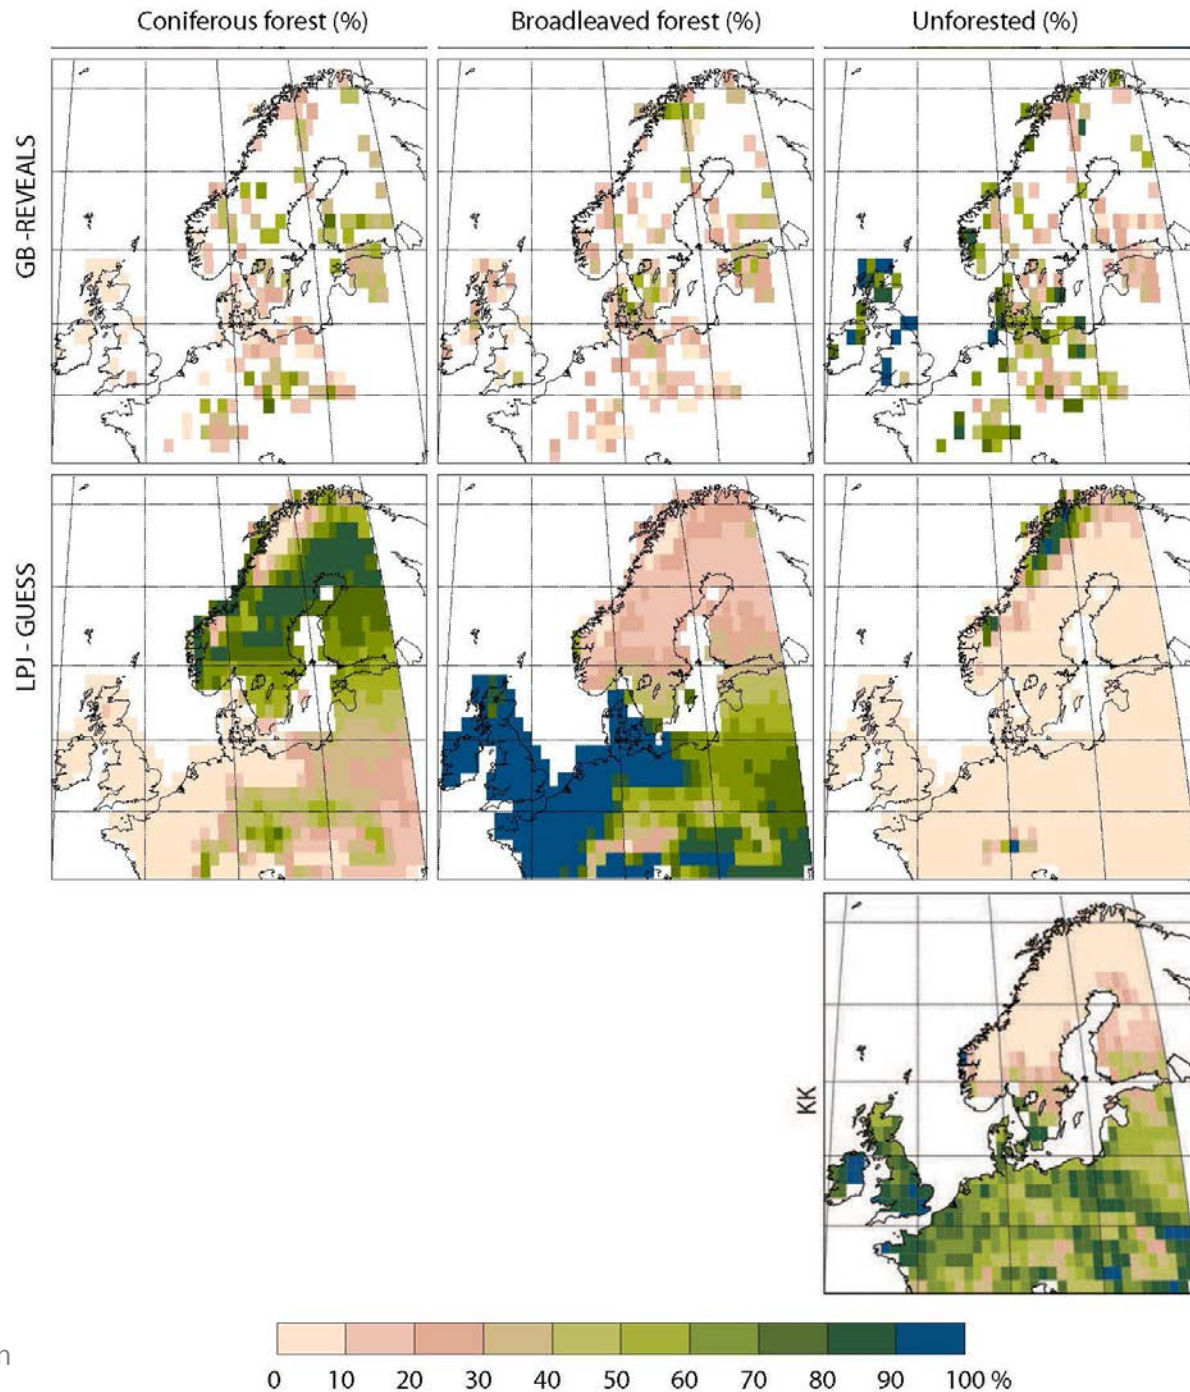 Coniferous forest (%) Broadleaved forest (%) Unforested (%)
GB-REVEALS
LPJ - GUESS
KK
0 10 20 30 40 50 60 70 80 90 100 %